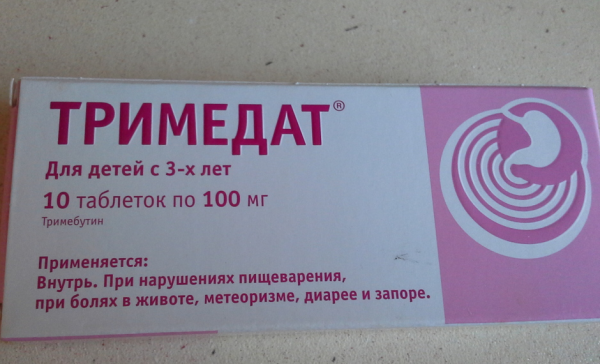 ТРИМЕДАТ®
Для детей с 3-х лет
10 таблеток по 100 мг
Тримебутин
Применяется:
Внутрь. При нарушениях пищеварения,
при болях в животе, метеоризме, диарее и запоре.